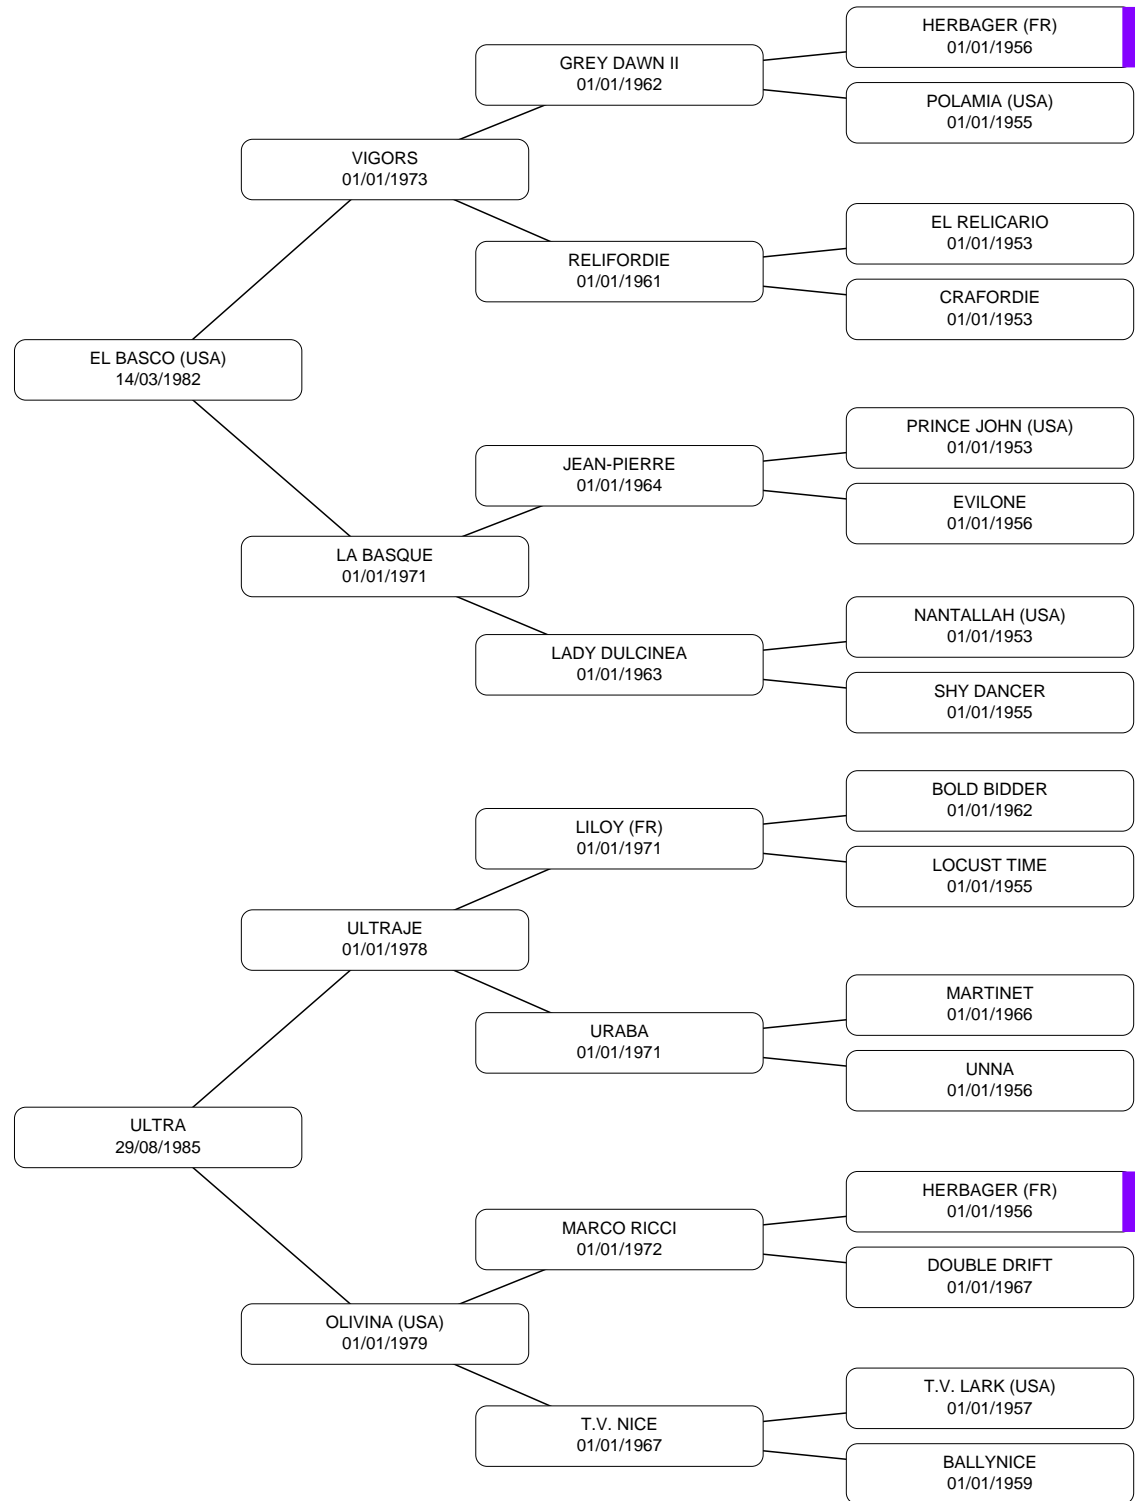 HERBAGER (FR)
01/01/1956
GREY DAWN II
01/01/1962
POLAMIA (USA)
01/01/1955
VIGORS
01/01/1973
EL RELICARIO
01/01/1953
RELIFORDIE
01/01/1961
CRAFORDIE
01/01/1953
EL BASCO (USA)
14/03/1982
PRINCE JOHN (USA)
01/01/1953
JEAN-PIERRE
01/01/1964
EVILONE
01/01/1956
LA BASQUE
01/01/1971
NANTALLAH (USA)
01/01/1953
LADY DULCINEA
01/01/1963
SHY DANCER
01/01/1955
BOLD BIDDER
01/01/1962
LILOY (FR)
01/01/1971
LOCUST TIME
01/01/1955
ULTRAJE
01/01/1978
MARTINET
01/01/1966
URABA
01/01/1971
UNNA
01/01/1956
ULTRA
29/08/1985
HERBAGER (FR)
01/01/1956
MARCO RICCI
01/01/1972
DOUBLE DRIFT
01/01/1967
OLIVINA (USA)
01/01/1979
T.V. LARK (USA)
01/01/1957
T.V. NICE
01/01/1967
BALLYNICE
01/01/1959